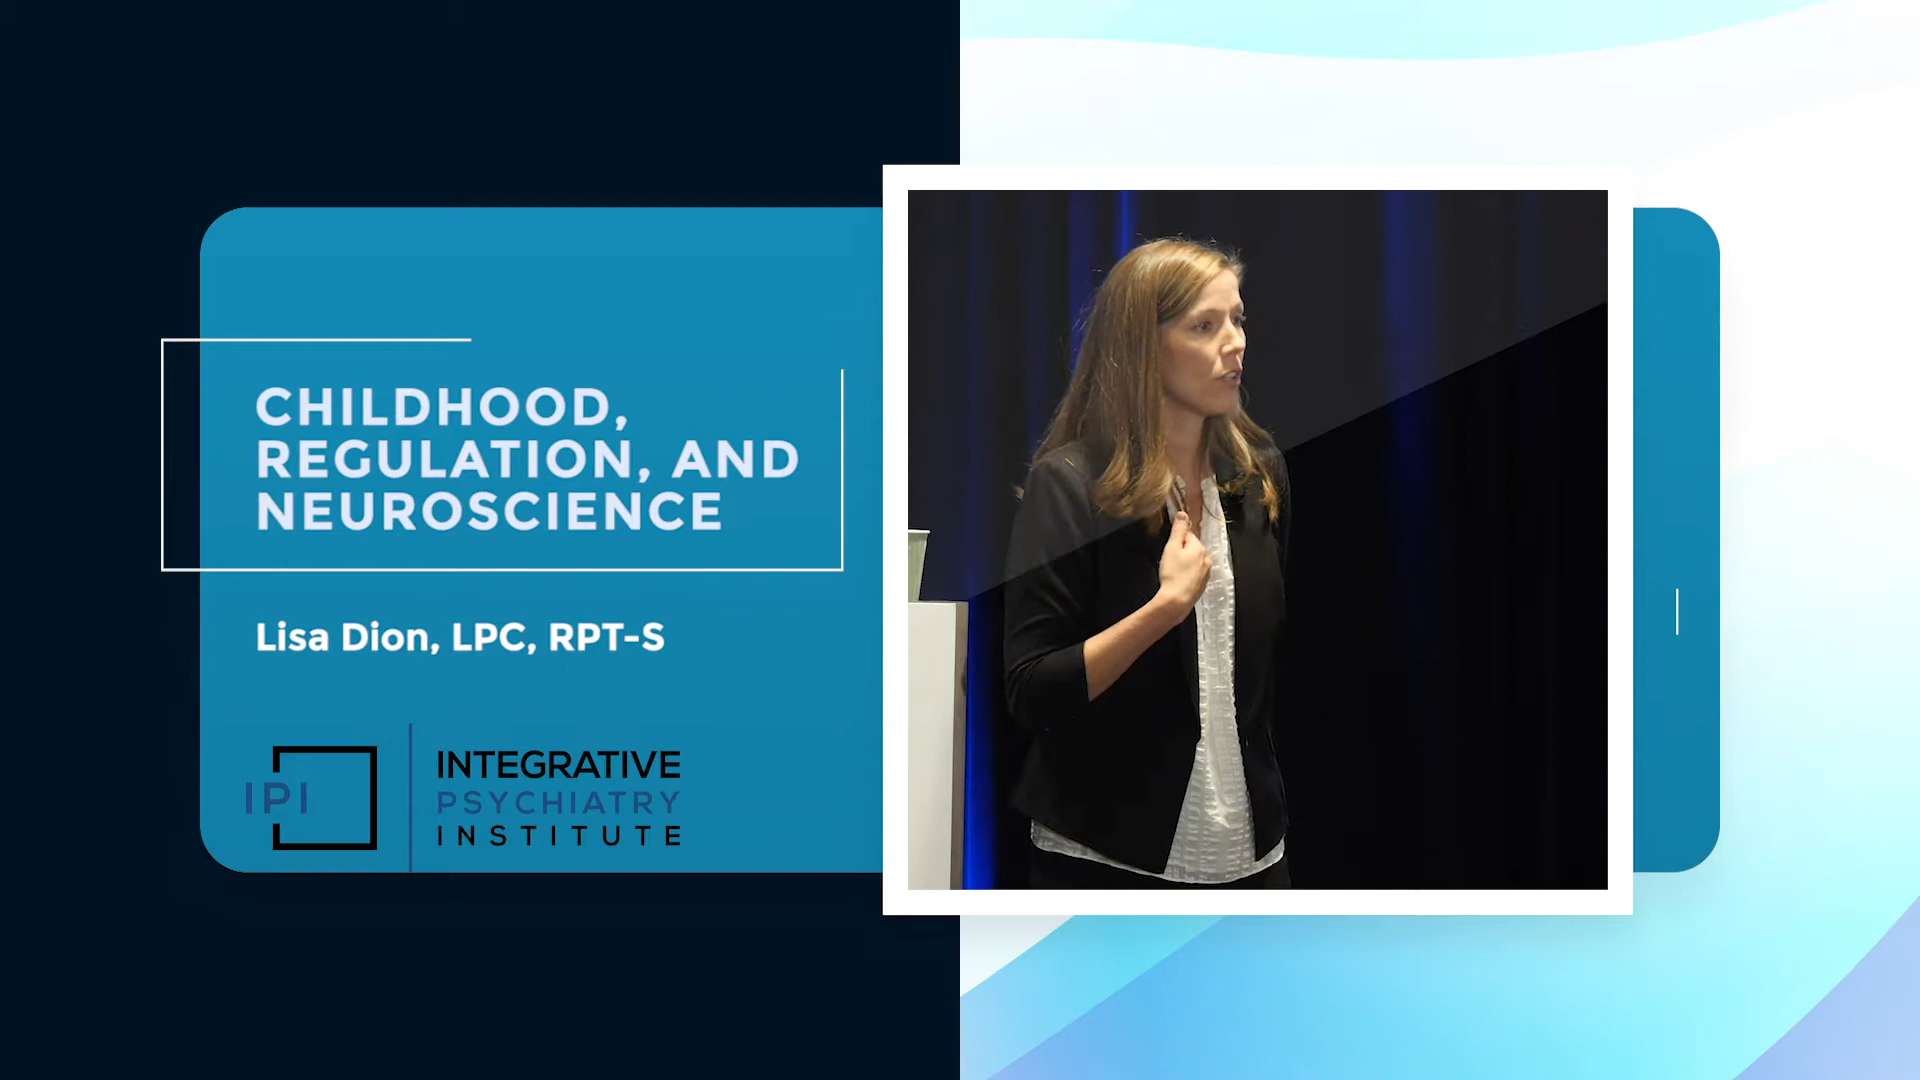 CHILDHOOD,
REGULATION, AND
NEUROSCIENCE
Lisa Dion, LPC, RPT-S
IPI
INTEGRATIVE
PSYCHIATRY
INSTITUTE